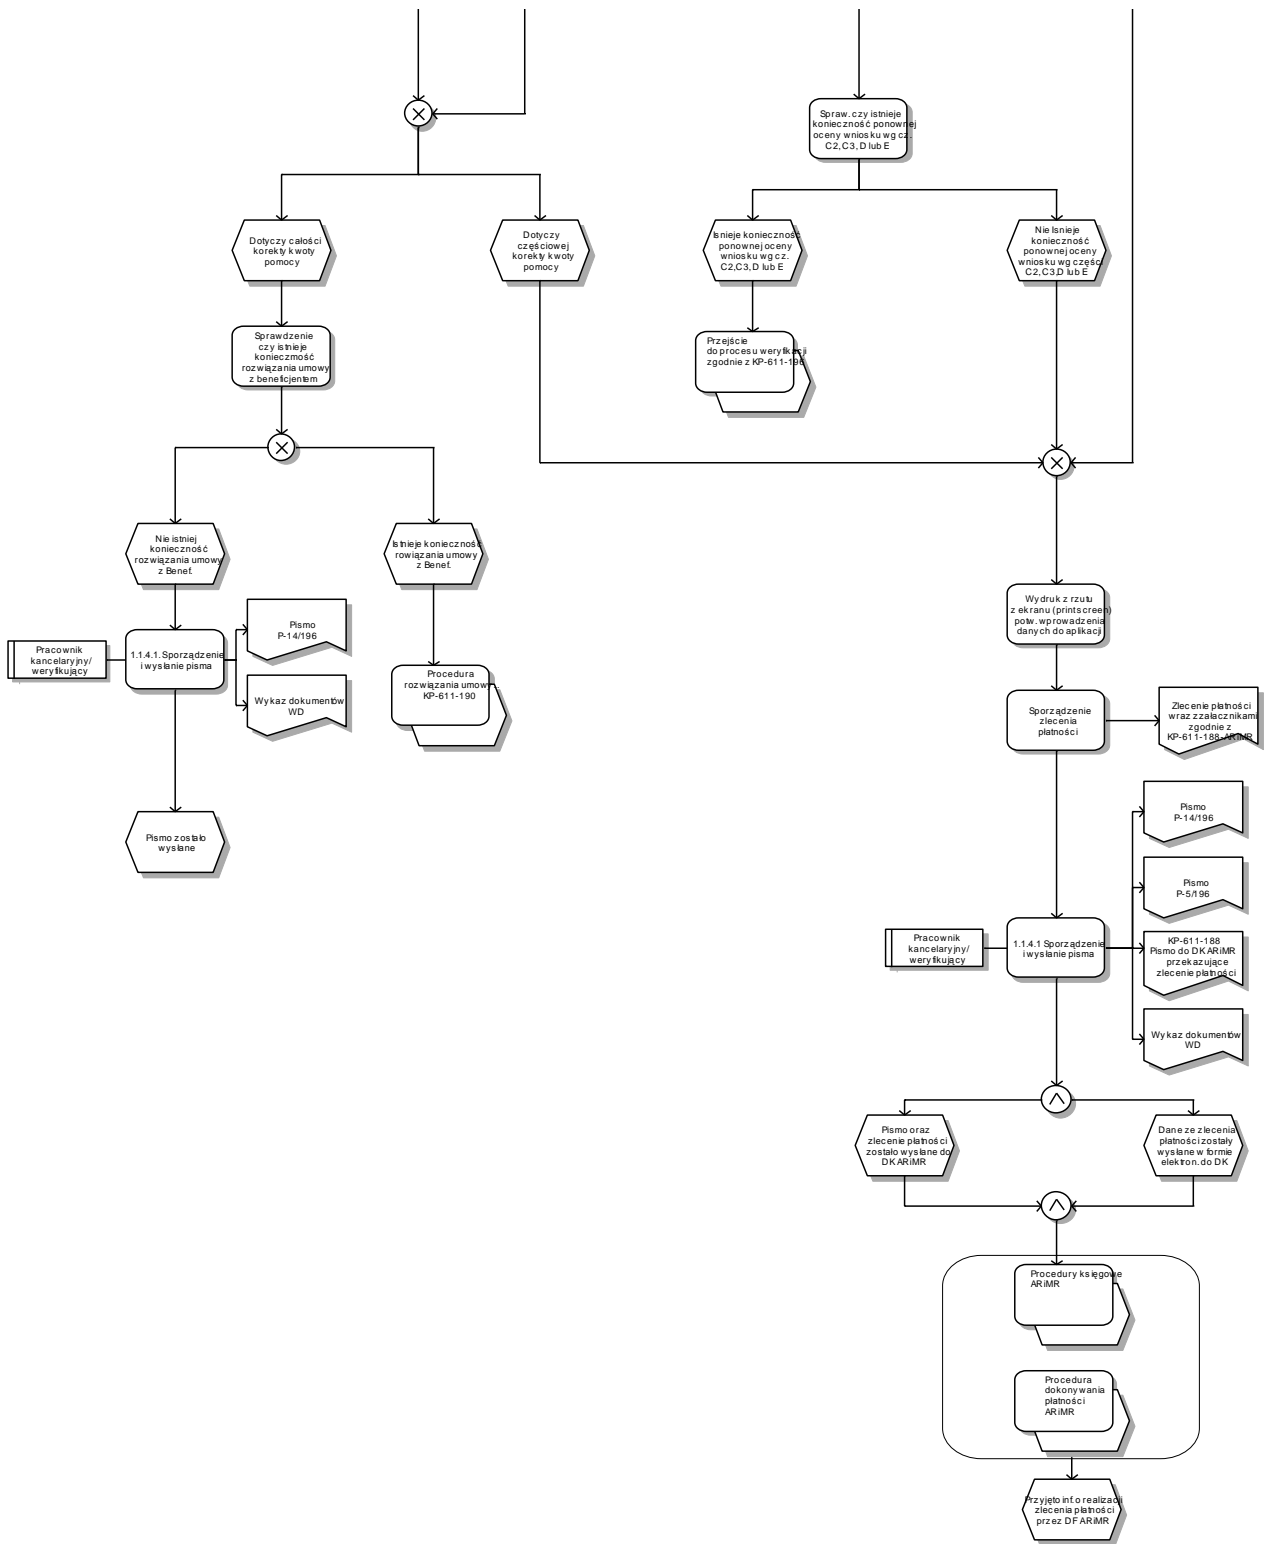 Spraw. czy istnieje
konieczność ponownej
oceny wniosku wg cz.
C2, C3, D lub E
Dotyczy całości
korekty kwoty
pomocy
Dotyczy
częściowej
korekty kwoty
pomocy
Isnieje konieczność
ponownej oceny
wniosku wg cz.
C2,C3, D lub E
Nie Isnieje
konieczność
ponownej oceny
wniosku wg części
C2, C3,D lub E
Sprawdzenie
czy istnieje
konieczmość
rozwiązania umowy
z beneficjentem
Przejście
do procesu weryfikacji
zgodnie z KP-611-196
Nie istniej
konieczność
rozwiązania umowy
z Benef.
Istnieje konieczność
rowiązania umowy
z Benef.
Pracownik
kancelaryjny/
weryfikujący
1.1.4.1. Sporządzenie
i wysłanie pisma
Pismo
P-14/196
Wykaz dokumentów
WD
Procedura
rozwiązania umowy...
KP-611-190
Pismo zostało
wysłane
Wydruk z rzutu
z ekranu (printscreen)
potw. wprowadzenia
danych do aplikacji
Sporządzenie
zlecenia
płatności
Zlecenie płatności
wraz z załacznikami
zgodnie z
KP-611-188-ARiMR
Pismo
P-14/196
Pismo
P-5/196
Pracownik
kancelaryjny/
weryfikujący
1.1.4.1 Sporządzenie
i wysłanie pisma
KP-611-188
Pismo do DK ARiMR
przekazujące
zlecenie płatności
Wykaz dokumentów
WD
Pismo oraz
zlecenie płatności
zostało wysłane do
DK ARiMR
Dane ze zlecenia
płatności zostały
wysłane w formie
elektron. do DK
Procedury księgowe
ARiMR
Procedura
dokonywania
płatności
ARiMR
Przyjęto inf. o realizacji
zlecenia płatności
przez DF ARiMR